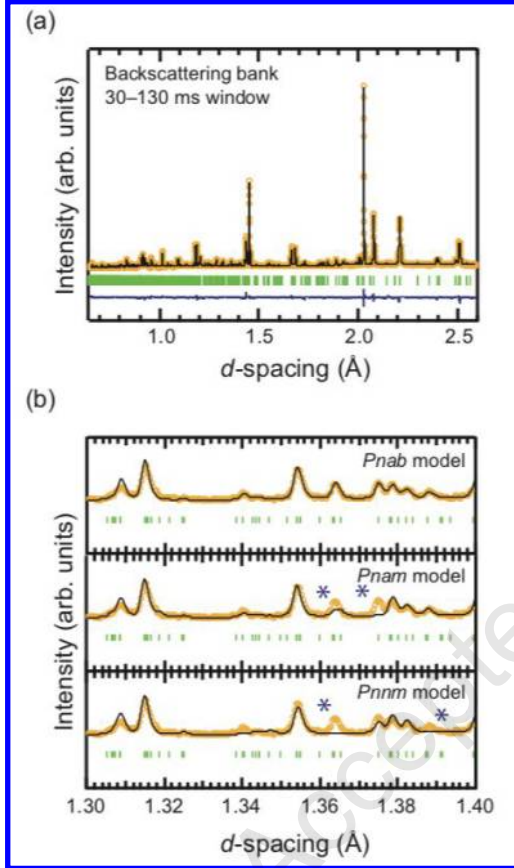 (a)
Backscattering bank
30–130 ms window
Intensity (arb. units)
1.0 1.5 2.0 2.5
d-spacing (Å)
(b)
Pnab model
Pnam model
* *
Pnnm model
* *
Intensity (arb. units)
1.30 1.32 1.34 1.36 1.38 1.40
d-spacing (Å)
Accepte